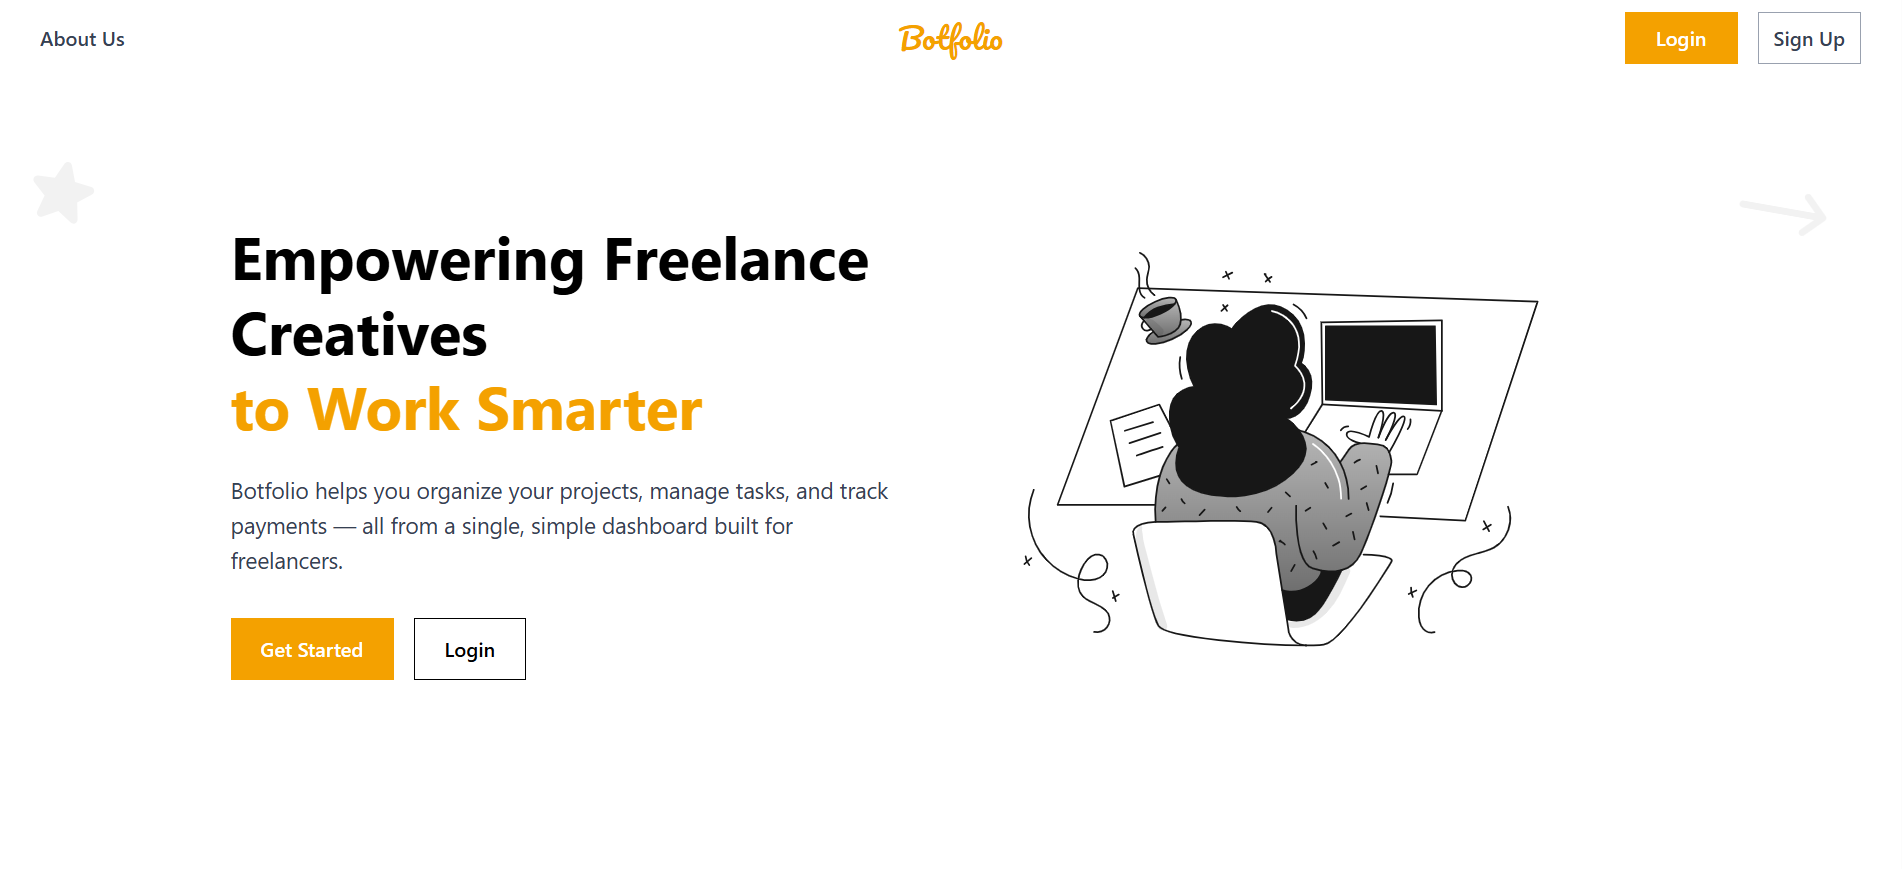 About Us
Botfolio
Login
Sign Up
Empowering Freelance
Creatives
to Work Smarter
Botfolio helps you organize your projects, manage tasks, and track
payments — all from a single, simple dashboard built for
freelancers.
Get Started
Login